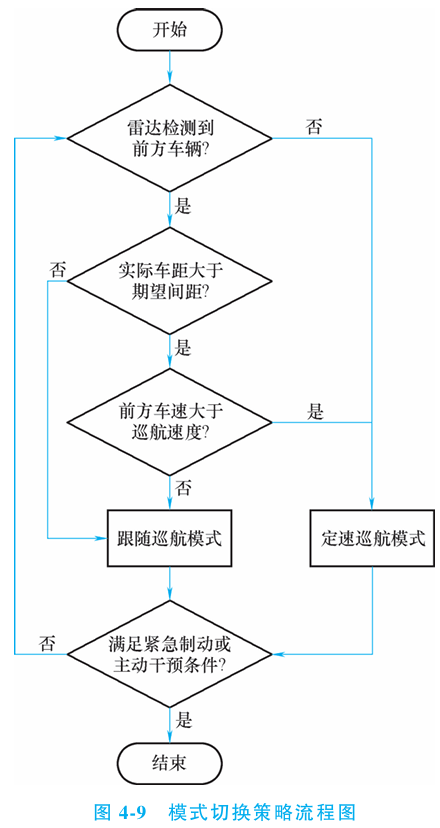 开始
雷达检测到
前方车辆?
否
是
实际车距大于
期望间距?
否
是
前方车速大于
巡航速度?
是
否
跟随巡航模式
定速巡航模式
满足紧急制动或
主动干预条件?
否
是
结束
图 4-9 模式切换策略流程图